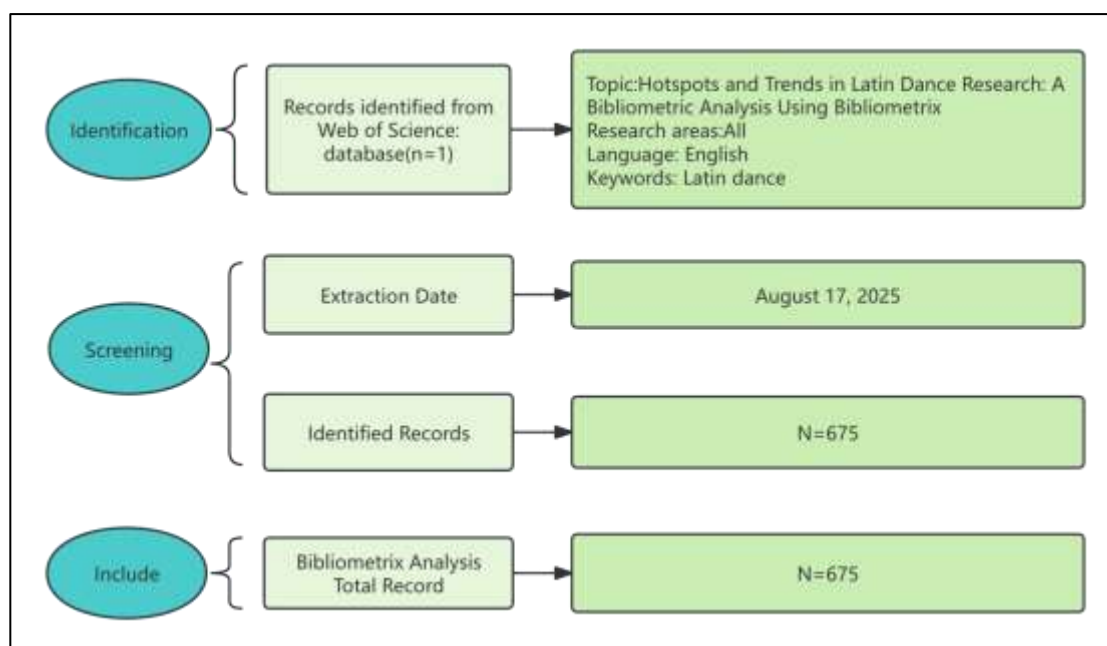 Identification
Records identified from
Web of Science:
database(n=1)
Topic:Hotspots and Trends in Latin Dance Research: A
Bibliometric Analysis Using Bibliometrix
Research areas:All
Language: English
Keywords: Latin dance
Screening
Extraction Date
August 17, 2025
Identified Records
N=675
Include
Bibliometrix Analysis
Total Record
N=675